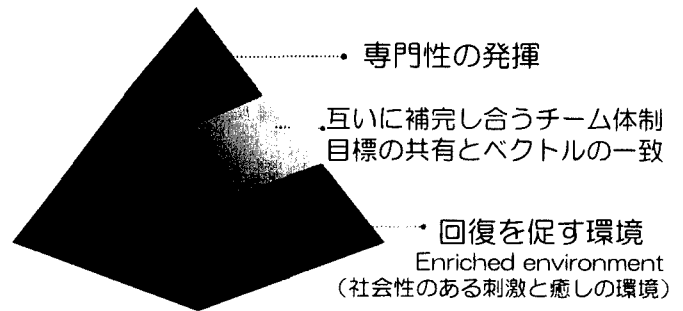 専門性の発揮
互いに補完し合うチーム体制
目標の共有とベクトルの一致
回復を促す環境
Enriched environment
（社会性のある刺激と癒しの環境）